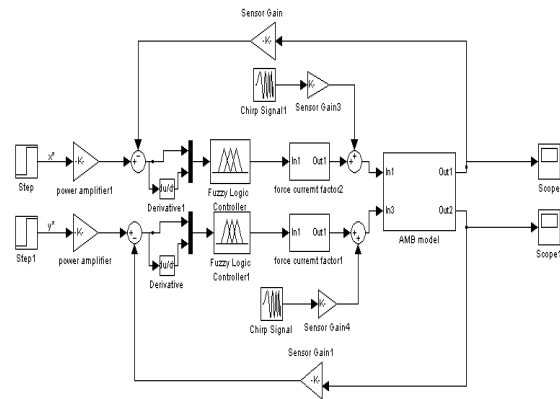 Sensor Gain
-K-
Chirp Signal1
K-
Sensor Gain3
Step
x*
-K-
power amplifier1
du/dt
Derivative1
Fuzzy Logic
Controller
In1 Out1
force curremt factor2
In1 Out1
In3 Out2
AMB model
Scope
Step1
y*
-K-
power amplifier
du/dt
Derivative
Fuzzy Logic
Controller1
In1 Out1
force curremt factor1
Scope1
Chirp Signal
K-
Sensor Gain4
Sensor Gain1
-K-